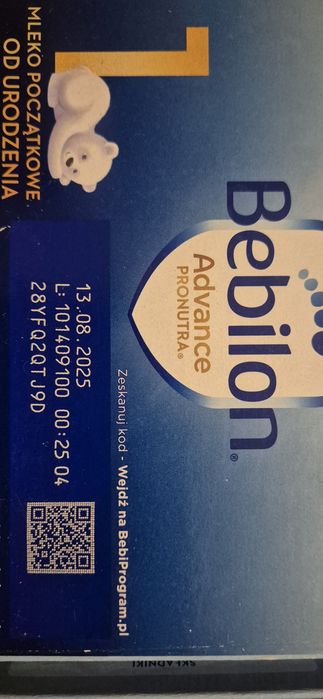 Bebilon®
Advance
PRONUTRA®
1
MLEKO POCZĄTKOWE
OD URODZENIA
Zeskanuj kod - Wejdź na BebiProgram.pl
13.08.2025
L: 101409100 00:25 04
28YFQ2QTJ9D
SKŁADNIKI